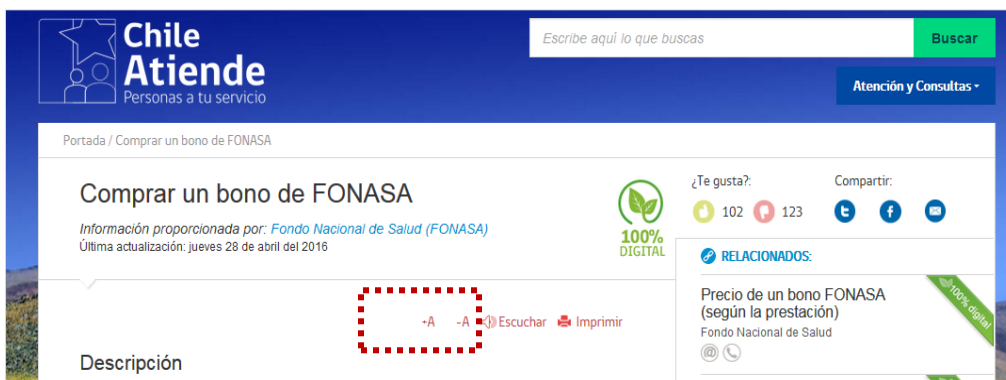 Chile
Atiende
Personas a tu servicio
Escribe aquí lo que buscas
Buscar
Atención y Consultas
Portada / Comprar un bono de FONASA
Comprar un bono de FONASA
Información proporcionada por: Fondo Nacional de Salud (FONASA)
Última actualización: jueves 28 de abril del 2016
100%
DIGITAL
¿Te gusta?:
102 123
Compartir:
RELACIONADOS:
Precio de un bono FONASA
(según la prestación)
Fondo Nacional de Salud
100% digital
+A -A Escuchar Imprimir
Descripción